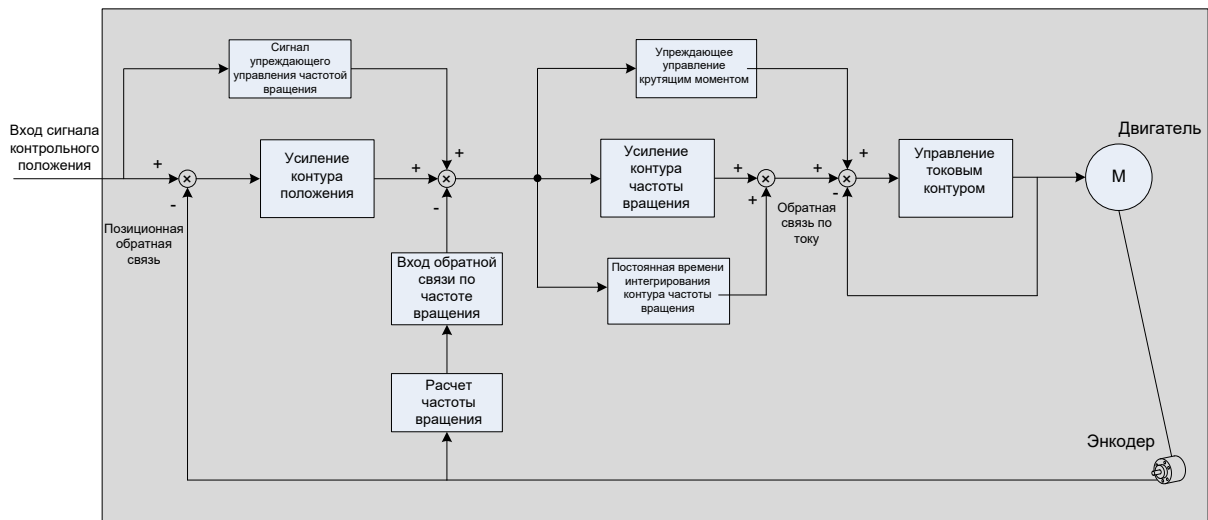 Сигнал
упреждающего
управления частотой
вращения
Упреждающее
управление
крутящим моментом
Вход сигнала
контрольного
положения
Двигатель
+
-
Усиление
контура
положения
+
+
-
Усиление
контура
частоты
вращения
+
+
+
+
-
Управление
токовым
контуром
М
Позиционная
обратная
связь
Обратная
связь по
току
Вход обратной
связи по
частоте
вращения
Постоянная времени
интегрирования
контура частоты
вращения
Расчет
частоты
вращения
Энкодер